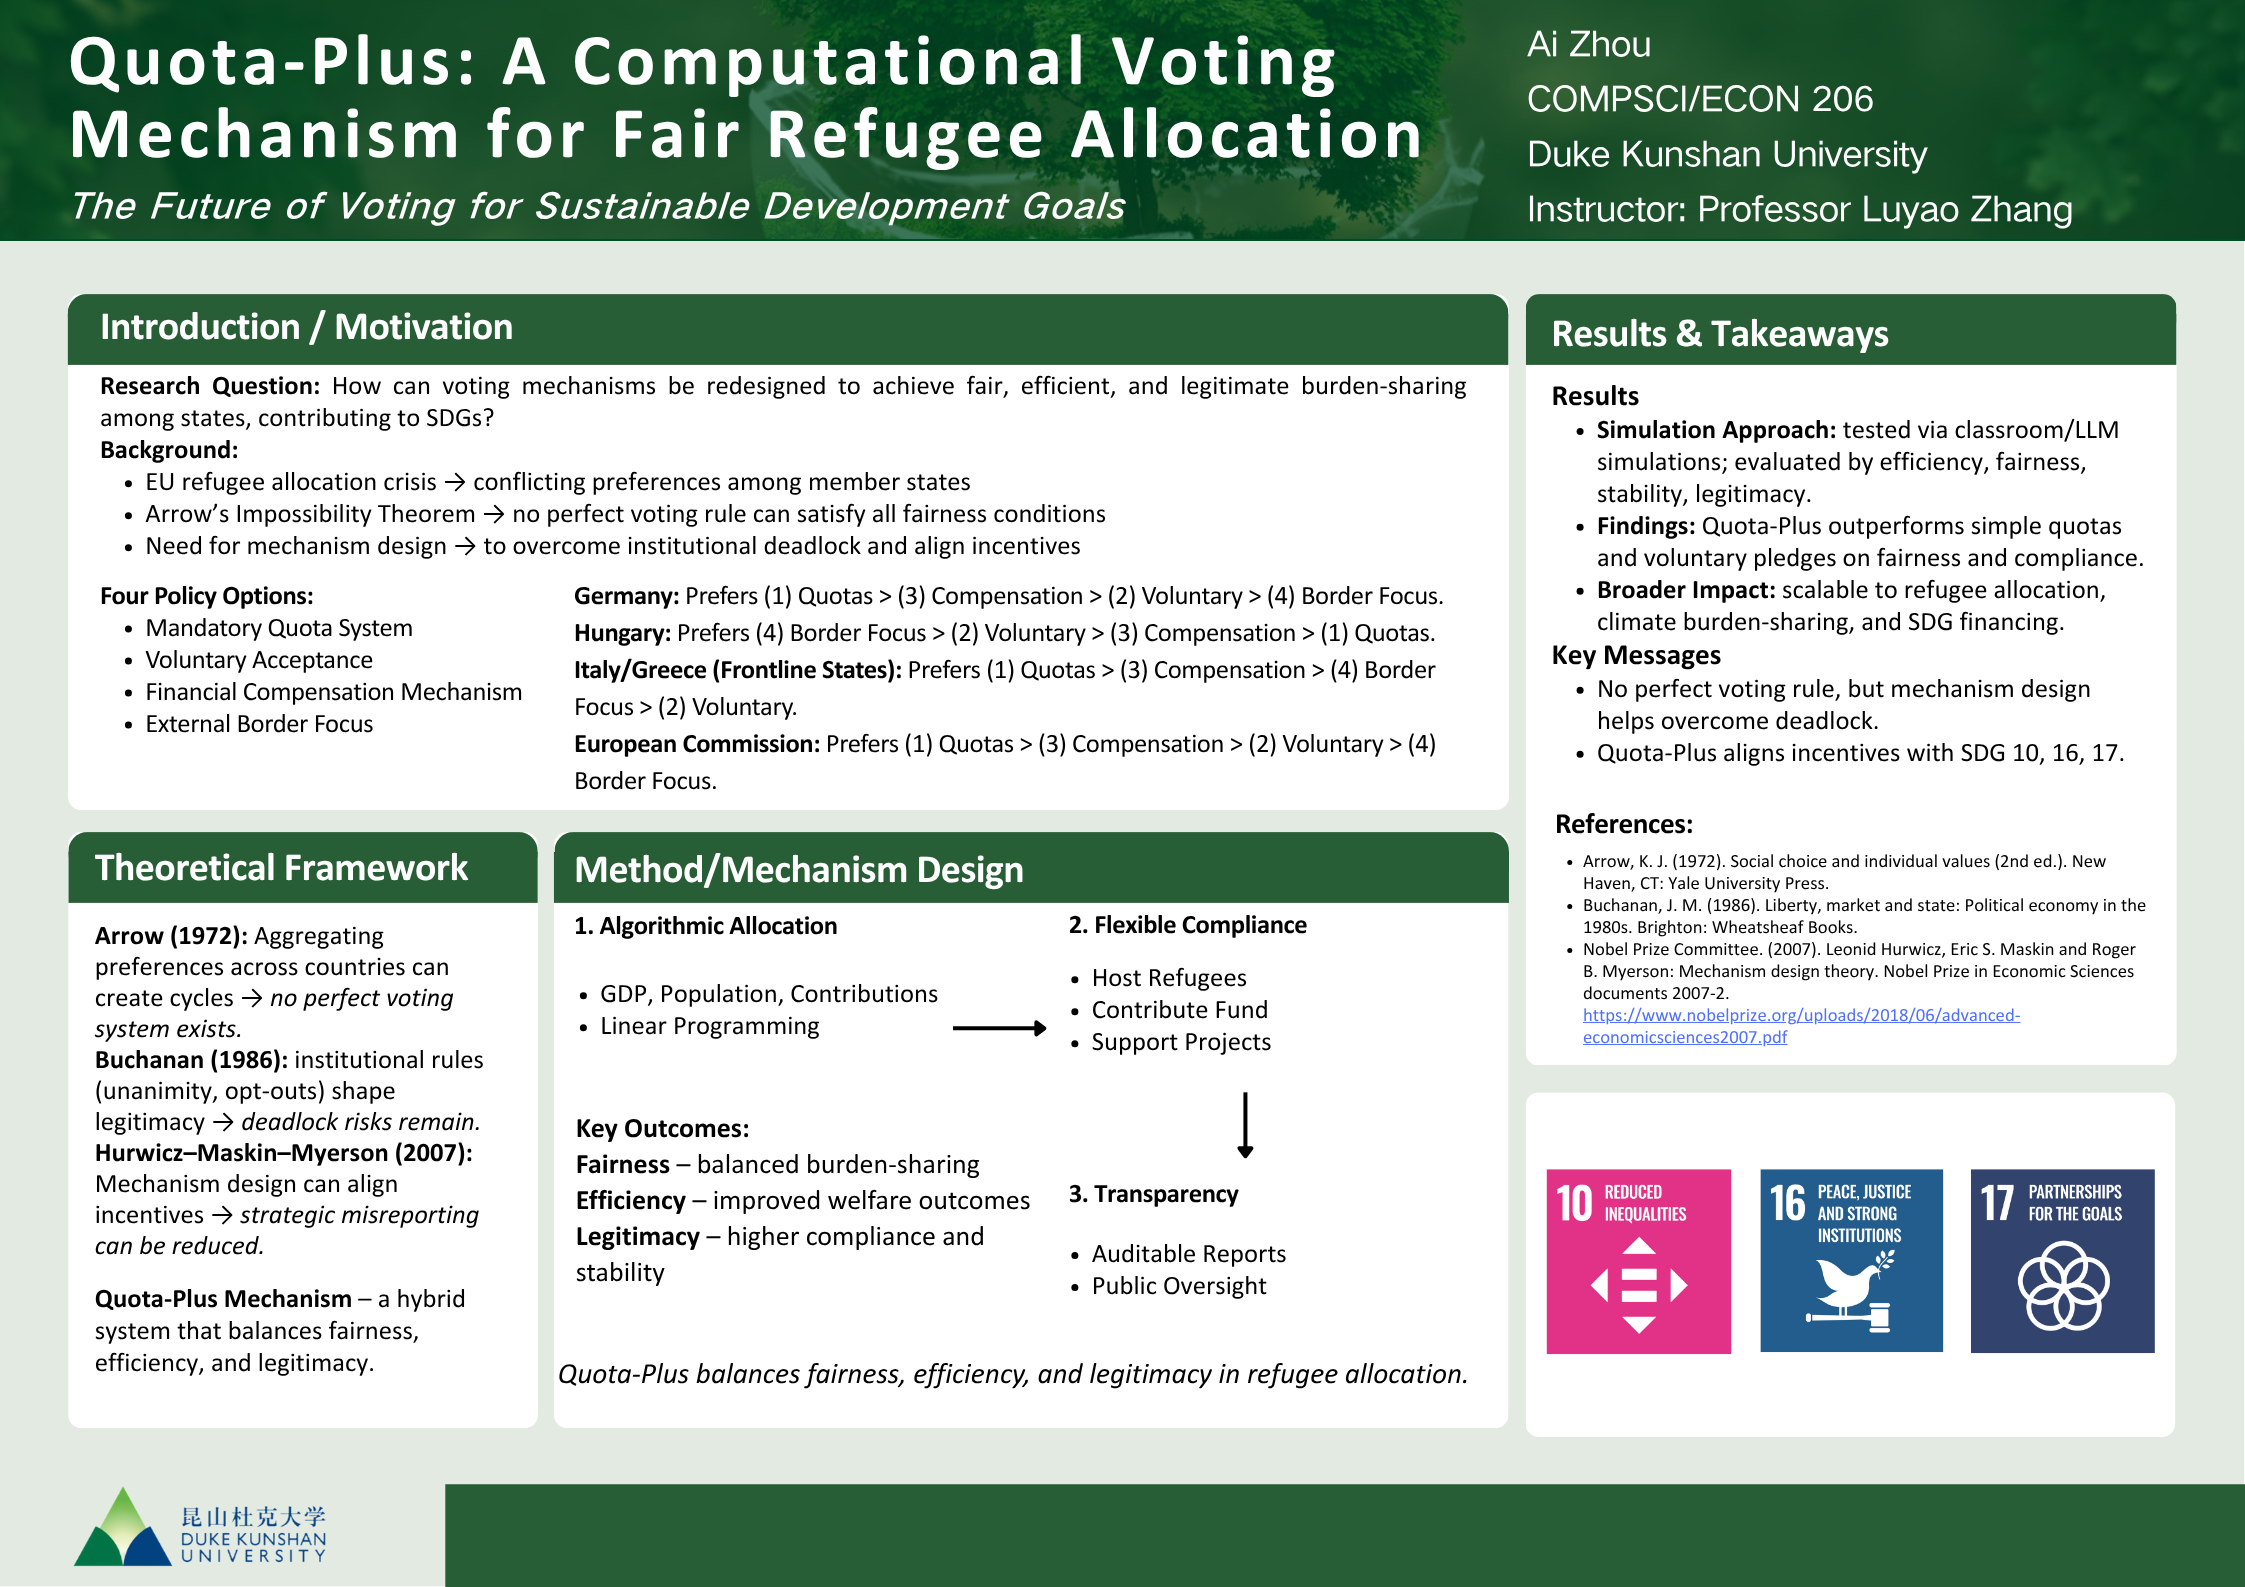 Quota-Plus: A Computational Voting
Mechanism for Fair Refugee Allocation
The Future of Voting for Sustainable Development Goals
Ai Zhou
COMPSCI/ECON 206
Duke Kunshan University
Instructor: Professor Luyao Zhang
Introduction / Motivation
Research Question: How can voting mechanisms be redesigned to achieve fair, efficient, and legitimate burden-sharing
among states, contributing to SDGs?
Background:
• EU refugee allocation crisis → conflicting preferences among member states
• Arrow’s Impossibility Theorem → no perfect voting rule can satisfy all fairness conditions
• Need for mechanism design → to overcome institutional deadlock and align incentives
Four Policy Options:
• Mandatory Quota System
• Voluntary Acceptance
• Financial Compensation Mechanism
• External Border Focus
Germany: Prefers (1) Quotas > (3) Compensation > (2) Voluntary > (4) Border Focus.
Hungary: Prefers (4) Border Focus > (2) Voluntary > (3) Compensation > (1) Quotas.
Italy/Greece (Frontline States): Prefers (1) Quotas > (3) Compensation > (4) Border
Focus > (2) Voluntary.
European Commission: Prefers (1) Quotas > (3) Compensation > (2) Voluntary > (4)
Border Focus.
Theoretical Framework
Arrow (1972): Aggregating
preferences across countries can
create cycles → no perfect voting
system exists.
Buchanan (1986): institutional rules
(unanimity, opt-outs) shape
legitimacy → deadlock risks remain.
Hurwicz–Maskin–Myerson (2007):
Mechanism design can align
incentives → strategic misreporting
can be reduced.
Quota-Plus Mechanism – a hybrid
system that balances fairness,
efficiency, and legitimacy.
Method/Mechanism Design
1. Algorithmic Allocation
• GDP, Population, Contributions
• Linear Programming
2. Flexible Compliance
• Host Refugees
• Contribute Fund
• Support Projects
Key Outcomes:
Fairness – balanced burden-sharing
Efficiency – improved welfare outcomes
Legitimacy – higher compliance and
stability
3. Transparency
• Auditable Reports
• Public Oversight
Quota-Plus balances fairness, efficiency, and legitimacy in refugee allocation.
Results & Takeaways
Results
• Simulation Approach: tested via classroom/LLM
simulations; evaluated by efficiency, fairness,
stability, legitimacy.
• Findings: Quota-Plus outperforms simple quotas
and voluntary pledges on fairness and compliance.
• Broader Impact: scalable to refugee allocation,
climate burden-sharing, and SDG financing.
Key Messages
• No perfect voting rule, but mechanism design
helps overcome deadlock.
• Quota-Plus aligns incentives with SDG 10, 16, 17.
References:
• Arrow, K. J. (1972). Social choice and individual values (2nd ed.). New
Haven, CT: Yale University Press.
• Buchanan, J. M. (1986). Liberty, market and state: Political economy in the
1980s. Brighton: Wheatsheaf Books.
• Nobel Prize Committee. (2007). Leonid Hurwicz, Eric S. Maskin and Roger
B. Myerson: Mechanism design theory. Nobel Prize in Economic Sciences
documents 2007-2.
https://www.nobelprize.org/uploads/2018/06/advanced-
economicsciences2007.pdf
10 REDUCED
INEQUALITIES
16 PEACE, JUSTICE
AND STRONG
INSTITUTIONS
17 PARTNERSHIPS
FOR THE GOALS
昆山杜克大学
DUKE KUNSHAN
UNIVERSITY